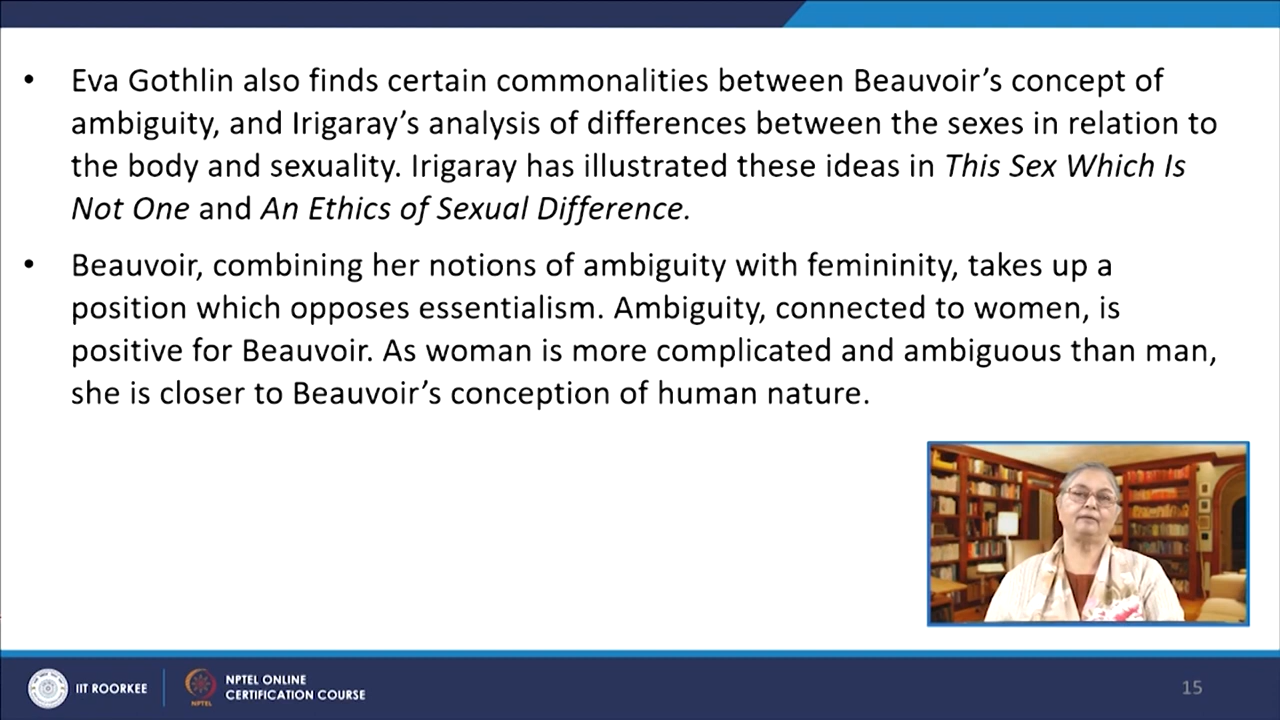 • Eva Gothlin also finds certain commonalities between Beauvoir’s concept of
ambiguity, and Irigaray’s analysis of differences between the sexes in relation to
the body and sexuality. Irigaray has illustrated these ideas in This Sex Which Is
Not One and An Ethics of Sexual Difference.
• Beauvoir, combining her notions of ambiguity with femininity, takes up a
position which opposes essentialism. Ambiguity, connected to women, is
positive for Beauvoir. As woman is more complicated and ambiguous than man,
she is closer to Beauvoir’s conception of human nature.
IIT ROORKEE
NPTEL
NPTEL ONLINE
CERTIFICATION COURSE
15